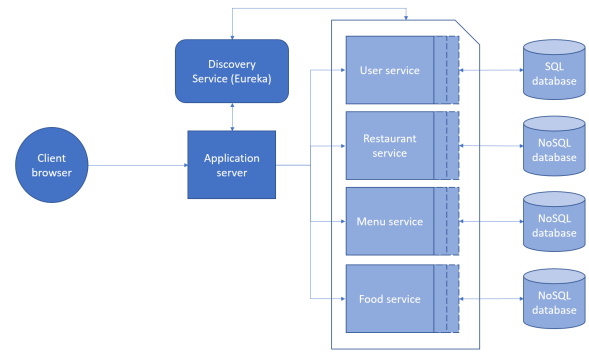 Discovery
Service (Eureka)
Client
browser
Application
server
User service
Restaurant
service
Menu service
Food service
SQL
database
NoSQL
database
NoSQL
database
NoSQL
database